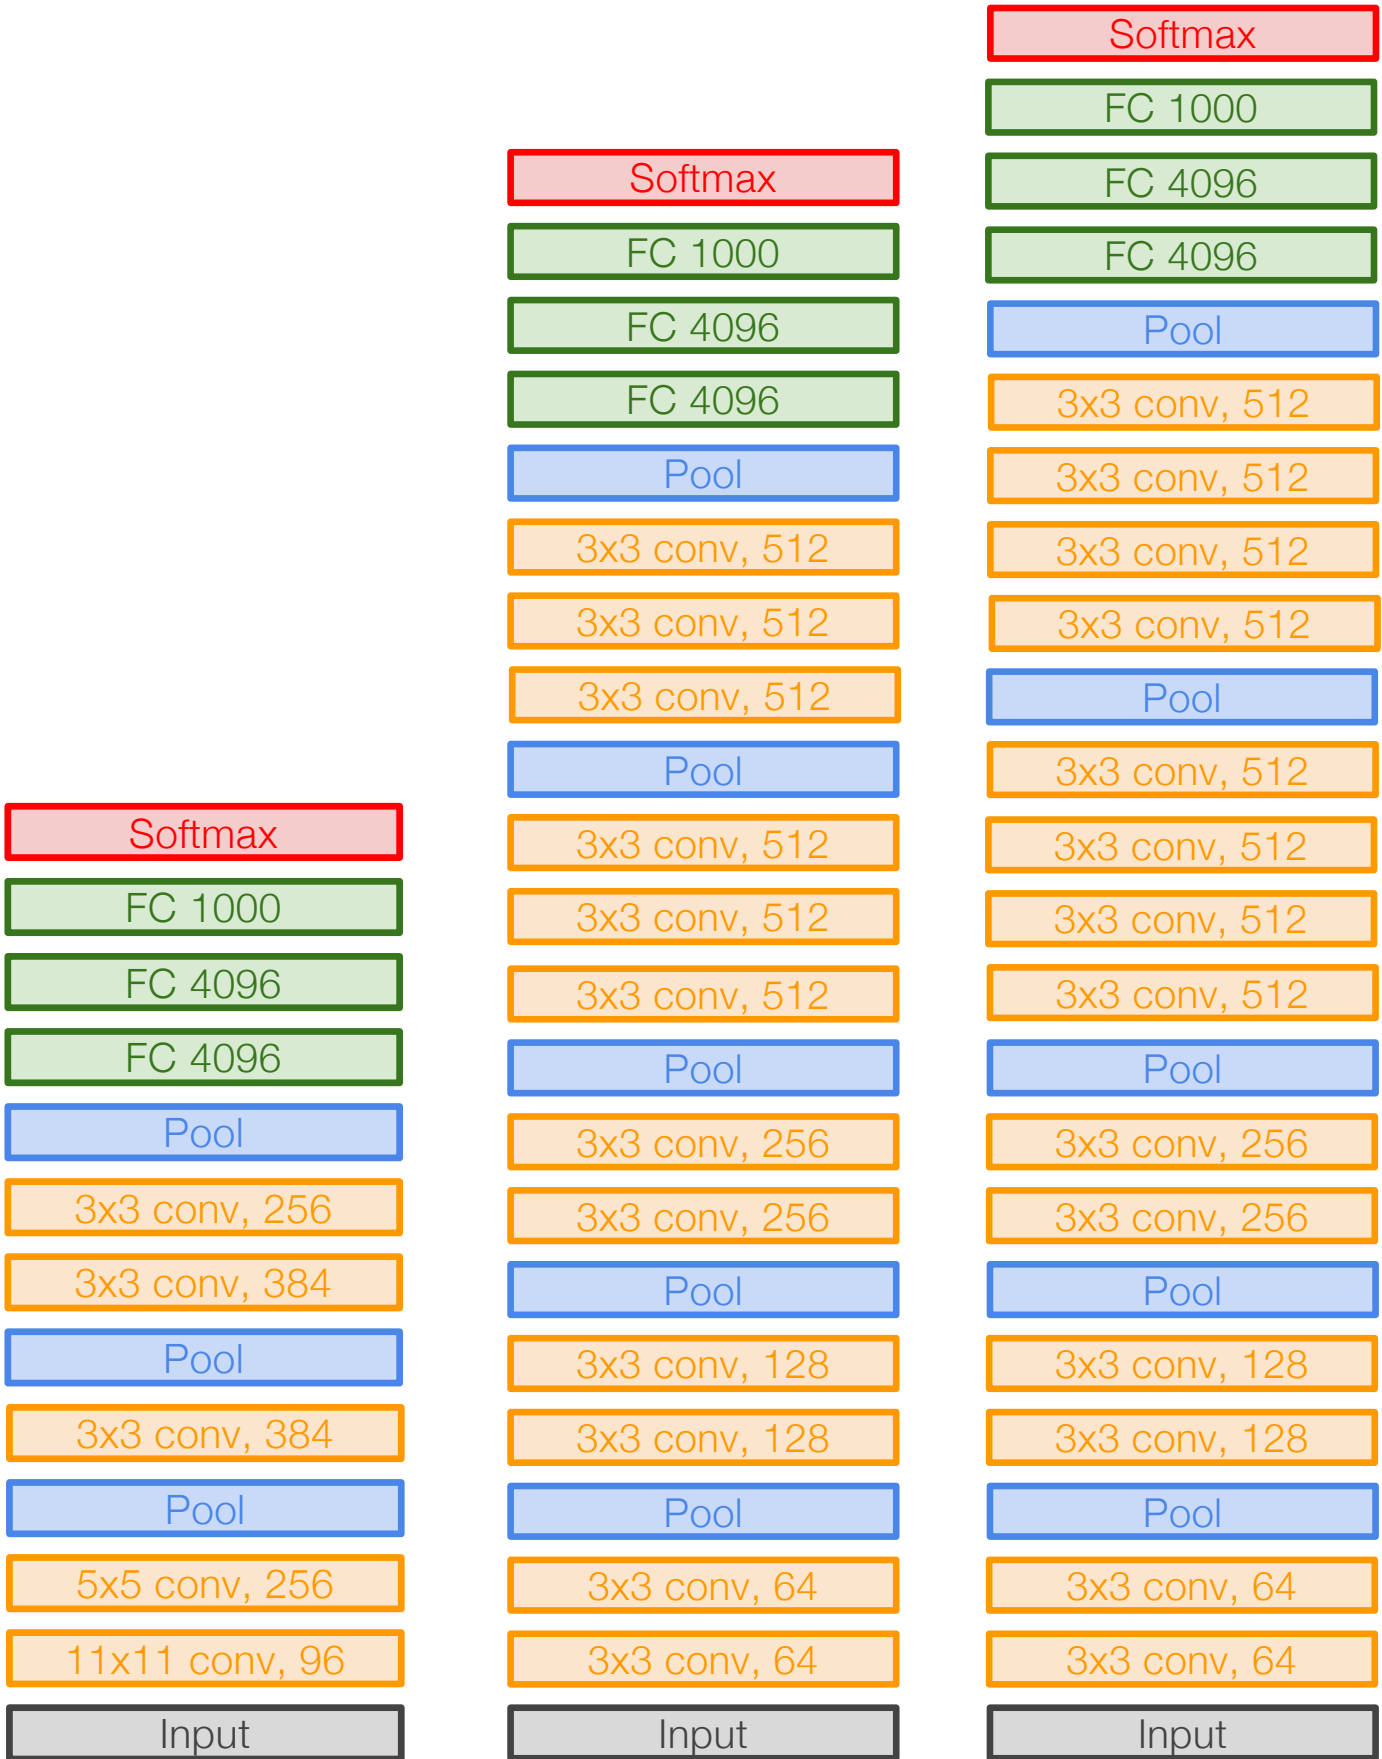 Softmax
FC 1000
FC 4096
FC 4096
Pool
3x3 conv, 256
3x3 conv, 384
Pool
3x3 conv, 384
Pool
5x5 conv, 256
11x11 conv, 96
Input
Softmax
FC 1000
FC 4096
FC 4096
Pool
3x3 conv, 512
3x3 conv, 512
3x3 conv, 512
Pool
3x3 conv, 512
3x3 conv, 512
3x3 conv, 512
Pool
3x3 conv, 256
3x3 conv, 256
Pool
3x3 conv, 128
3x3 conv, 128
Pool
3x3 conv, 64
3x3 conv, 64
Input
Softmax
FC 1000
FC 4096
FC 4096
Pool
3x3 conv, 512
3x3 conv, 512
3x3 conv, 512
3x3 conv, 512
Pool
3x3 conv, 512
3x3 conv, 512
3x3 conv, 512
3x3 conv, 512
Pool
3x3 conv, 256
3x3 conv, 256
Pool
3x3 conv, 128
3x3 conv, 128
Pool
3x3 conv, 64
3x3 conv, 64
Input